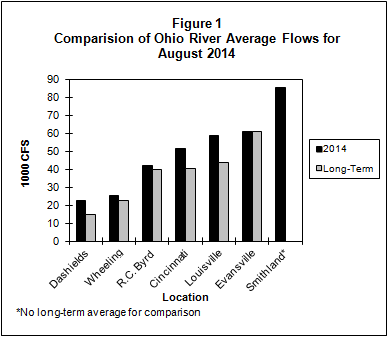 Figure 1
Comparision of Ohio River Average Flows for
August 2014
90
80
70
60
50
40
30
20
10
0
1000 CFS
Dashields
Wheeling
R.C. Byrd
Cincinnati
Louisville
Evansville
Smithland*
Location
2014
Long-Term
*No long-term average for comparison